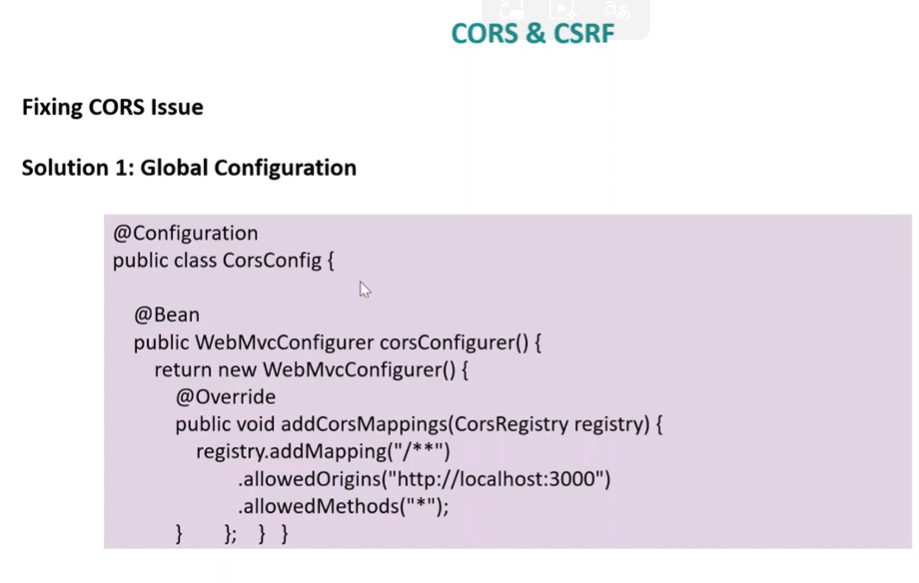 CORS & CSRF
Fixing CORS Issue
Solution 1: Global Configuration
@Configuration
public class CorsConfig {
@Bean
public WebMvcConfigurer corsConfigurer() {
return new WebMvcConfigurer() {
@Override
public void addCorsMappings(CorsRegistry registry) {
registry.addMapping("/**")
.allowedOrigins("http://localhost:3000")
.allowedMethods("*");
} }; } }